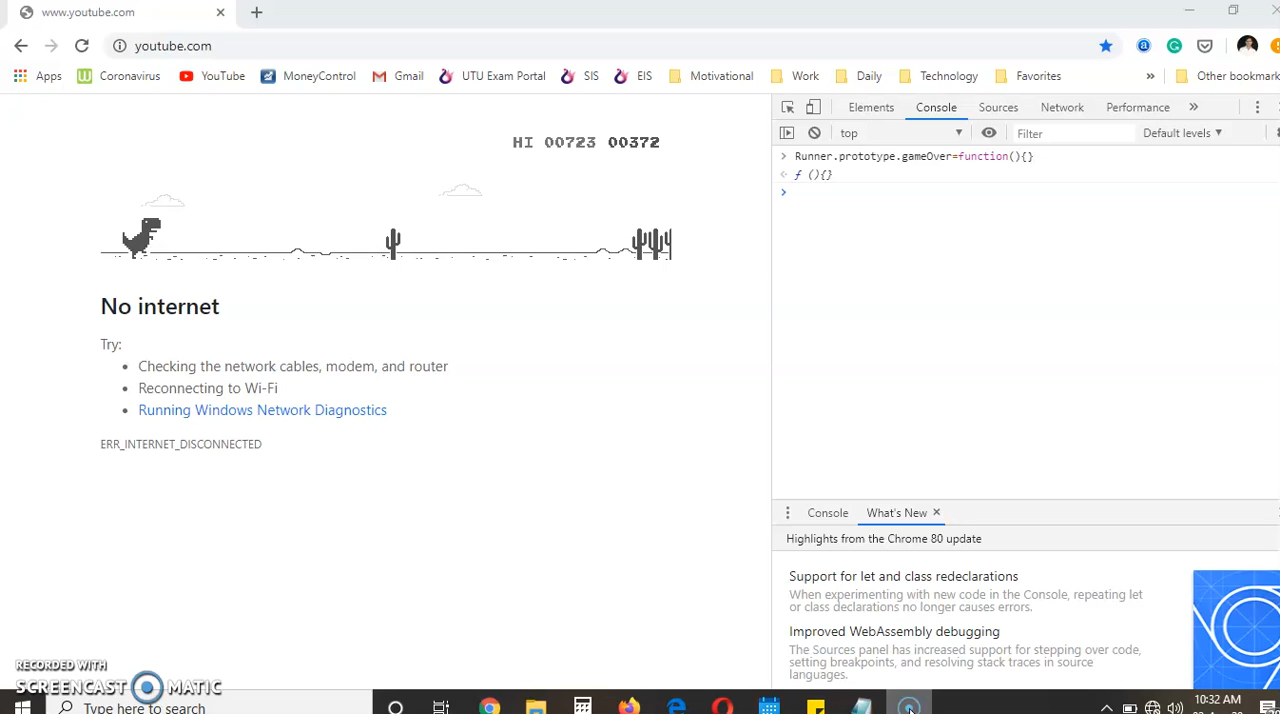 www.youtube.com
youtube.com
Apps Coronavirus YouTube MoneyControl Gmail UTU Exam Portal SIS EIS Motivational Work Daily Technology Favorites » Other bookmark
Elements Console Sources Network Performance »
top Filter Default levels
HI 00723 00372
> Runner.prototype.gameOver=function(){}
ƒ (){}
>
No internet
Try:
• Checking the network cables, modem, and router
• Reconnecting to Wi-Fi
• Running Windows Network Diagnostics
ERR_INTERNET_DISCONNECTED
Console What's New
Highlights from the Chrome 80 update
Support for let and class redeclarations
When experimenting with new code in the Console, repeating let
or class declarations no longer causes errors.
Improved WebAssembly debugging
The Sources panel has increased support for stepping over code,
setting breakpoints, and resolving stack traces in source
languages.
RECORDED WITH
SCREENCAST MATIC
Type here to search
10:32 AM